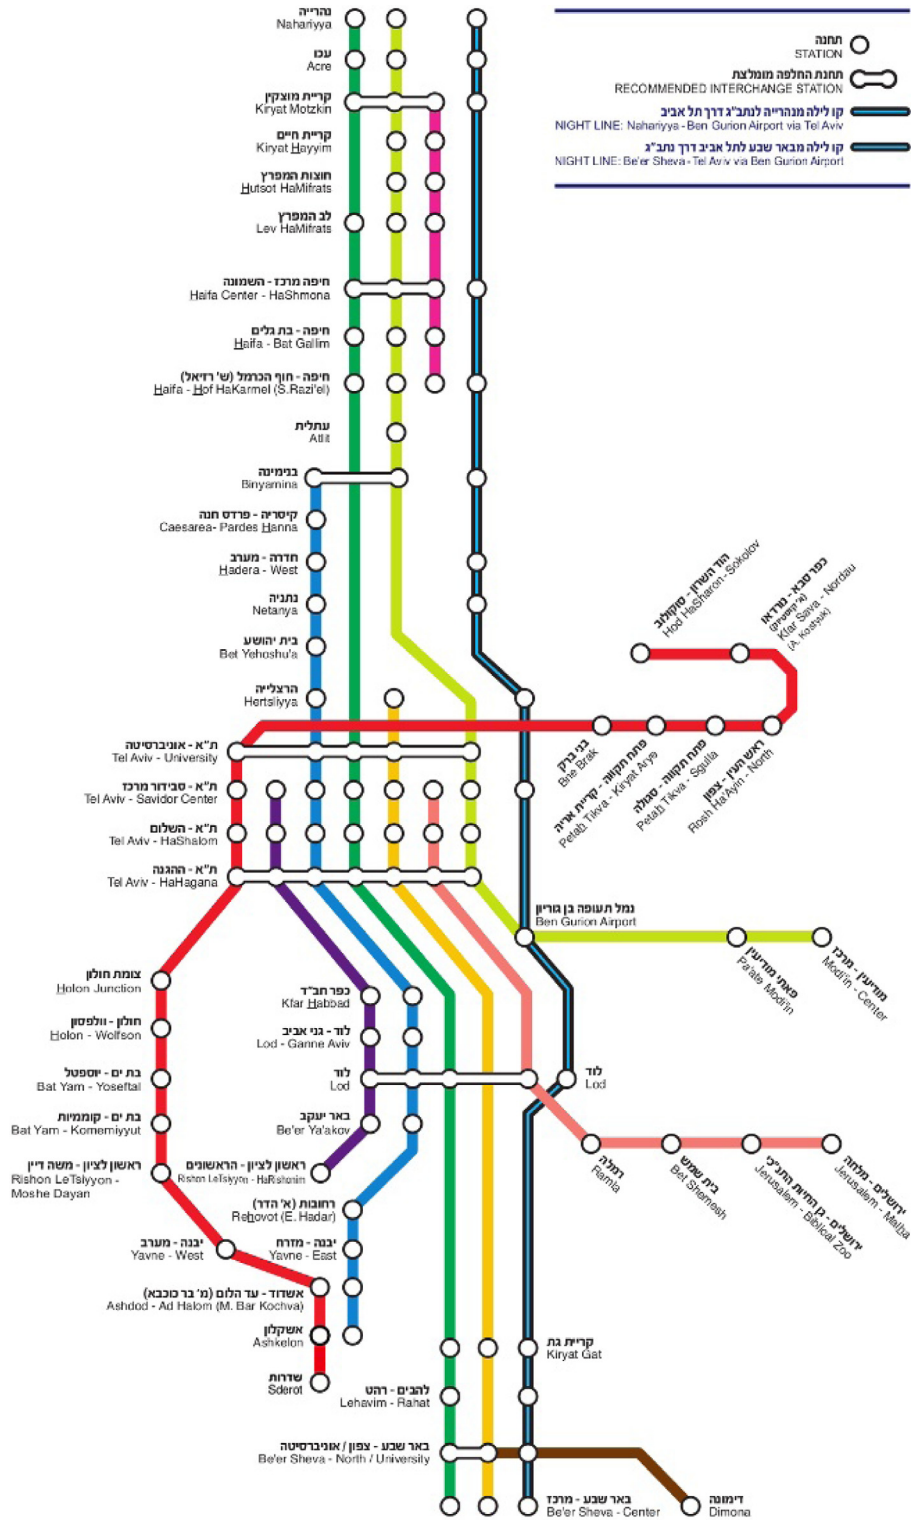 נהרייה
Nahariyya
עכו
Acre
קריית מוצקין
Kiryat Motzkin
קריית חיים
Kiryat Hayyim
חוצות המפרץ
Hutsot HaMifrats
לב המפרץ
Lev HaMifrats
חיפה מרכז - השמונה
Haifa Center - HaShmona
חיפה - בת גלים
Haifa - Bat Gallim
חיפה - חוף הכרמל (ש' רזיאל)
Haifa - Hof HaKarmel (S.Razi'el)
עתלית
Atlit
בנימינה
Binyamina
קיסריה - פרדס חנה
Caesarea- Pardes Hanna
חדרה - מערב
Hadera - West
נתניה
Netanya
בית יהושע
Bet Yehoshu'a
הרצלייה
Hertsliyya
ת"א - אוניברסיטה
Tel Aviv - University
ת"א - סבידור מרכז
Tel Aviv - Savidor Center
ת"א - השלום
Tel Aviv - HaShalom
ת"א - ההגנה
Tel Aviv - HaHagana
תחנה
STATION
תחנת החלפה מומלצת
RECOMMENDED INTERCHANGE STATION
קו לילה מנהרייה לנתב"ג דרך תל אביב
NIGHT LINE: Nahariyya - Ben Gurion Airport via Tel Aviv
קו לילה מבאר שבע לתל אביב דרך נתב"ג
NIGHT LINE: Be'er Sheva - Tel Aviv via Ben Gurion Airport
הוד השרון - סוקולוב
Hod HaSharon - Sokolov
כפר סבא - נורדאו
(א' קוסטיוק)
Kfar Sava - Nordau
(A. Kostyuk)
בני ברק
Bne Brak
פתח תקווה - קריית אריה
Petah Tikva - Kiryat Arye
פתח תקווה - סגולה
Petah Tikva - Sgulla
ראש העין - צפון
Rosh Ha'Ayin - North
נמל תעופה בן גוריון
Ben Gurion Airport
פאתי מודיעין
Pa'ate Modi'in
מודיעין - מרכז
Modi'in - Center
צומת חולון
Holon Junction
חולון - וולפסון
Holon - Wolfson
בת ים - יוספטל
Bat Yam - Yoseftal
בת ים - קוממיות
Bat Yam - Komemiyyut
ראשון לציון - משה דיין
Rishon LeTsiyyon -
Moshe Dayan
יבנה - מערב
Yavne - West
כפר חב"ד
Kfar Habbad
לוד - גני אביב
Lod - Ganne Aviv
לוד
Lod
באר יעקב
Be'er Ya'akov
ראשון לציון - הראשונים
Rishon LeTsiyyon - HaRishonim
רחובות (א' הדר)
Rehovot (E. Hadar)
יבנה - מזרח
Yavne - East
אשדוד - עד הלום (מ' בר כוכבא)
Ashdod - Ad Halom (M. Bar Kochva)
אשקלון
Ashkelon
שדרות
Sderot
לוד
Lod
רמלה
Ramla
בית שמש
Bet Shemesh
ירושלים - גן החיות התנ"כי
Jerusalem - Biblical Zoo
ירושלים - מלחה
Jerusalem - Malha
קריית גת
Kiryat Gat
להבים - רהט
Lehavim - Rahat
באר שבע - צפון / אוניברסיטה
Be'er Sheva - North / University
באר שבע - מרכז
Be'er Sheva - Center
דימונה
Dimona